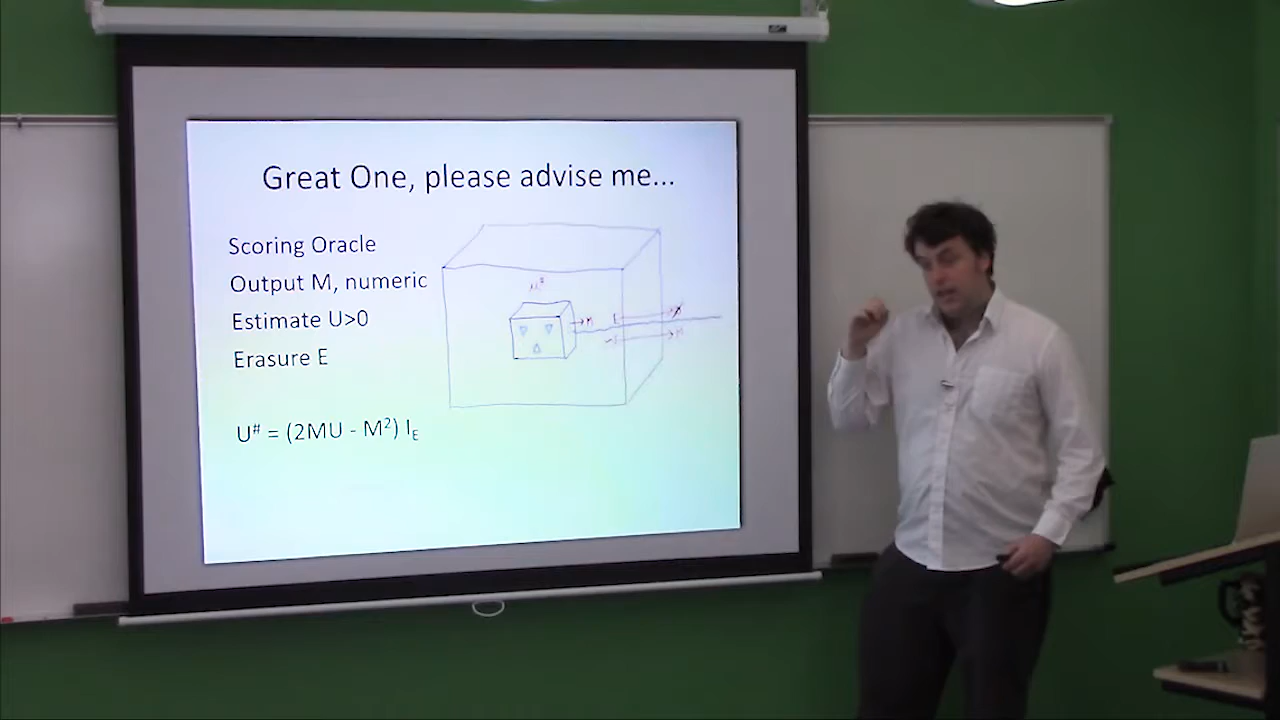 Great One, please advise me...
Scoring Oracle
Output M, numeric
Estimate U>0
Erasure E
U# = (2MU - M²) I_E